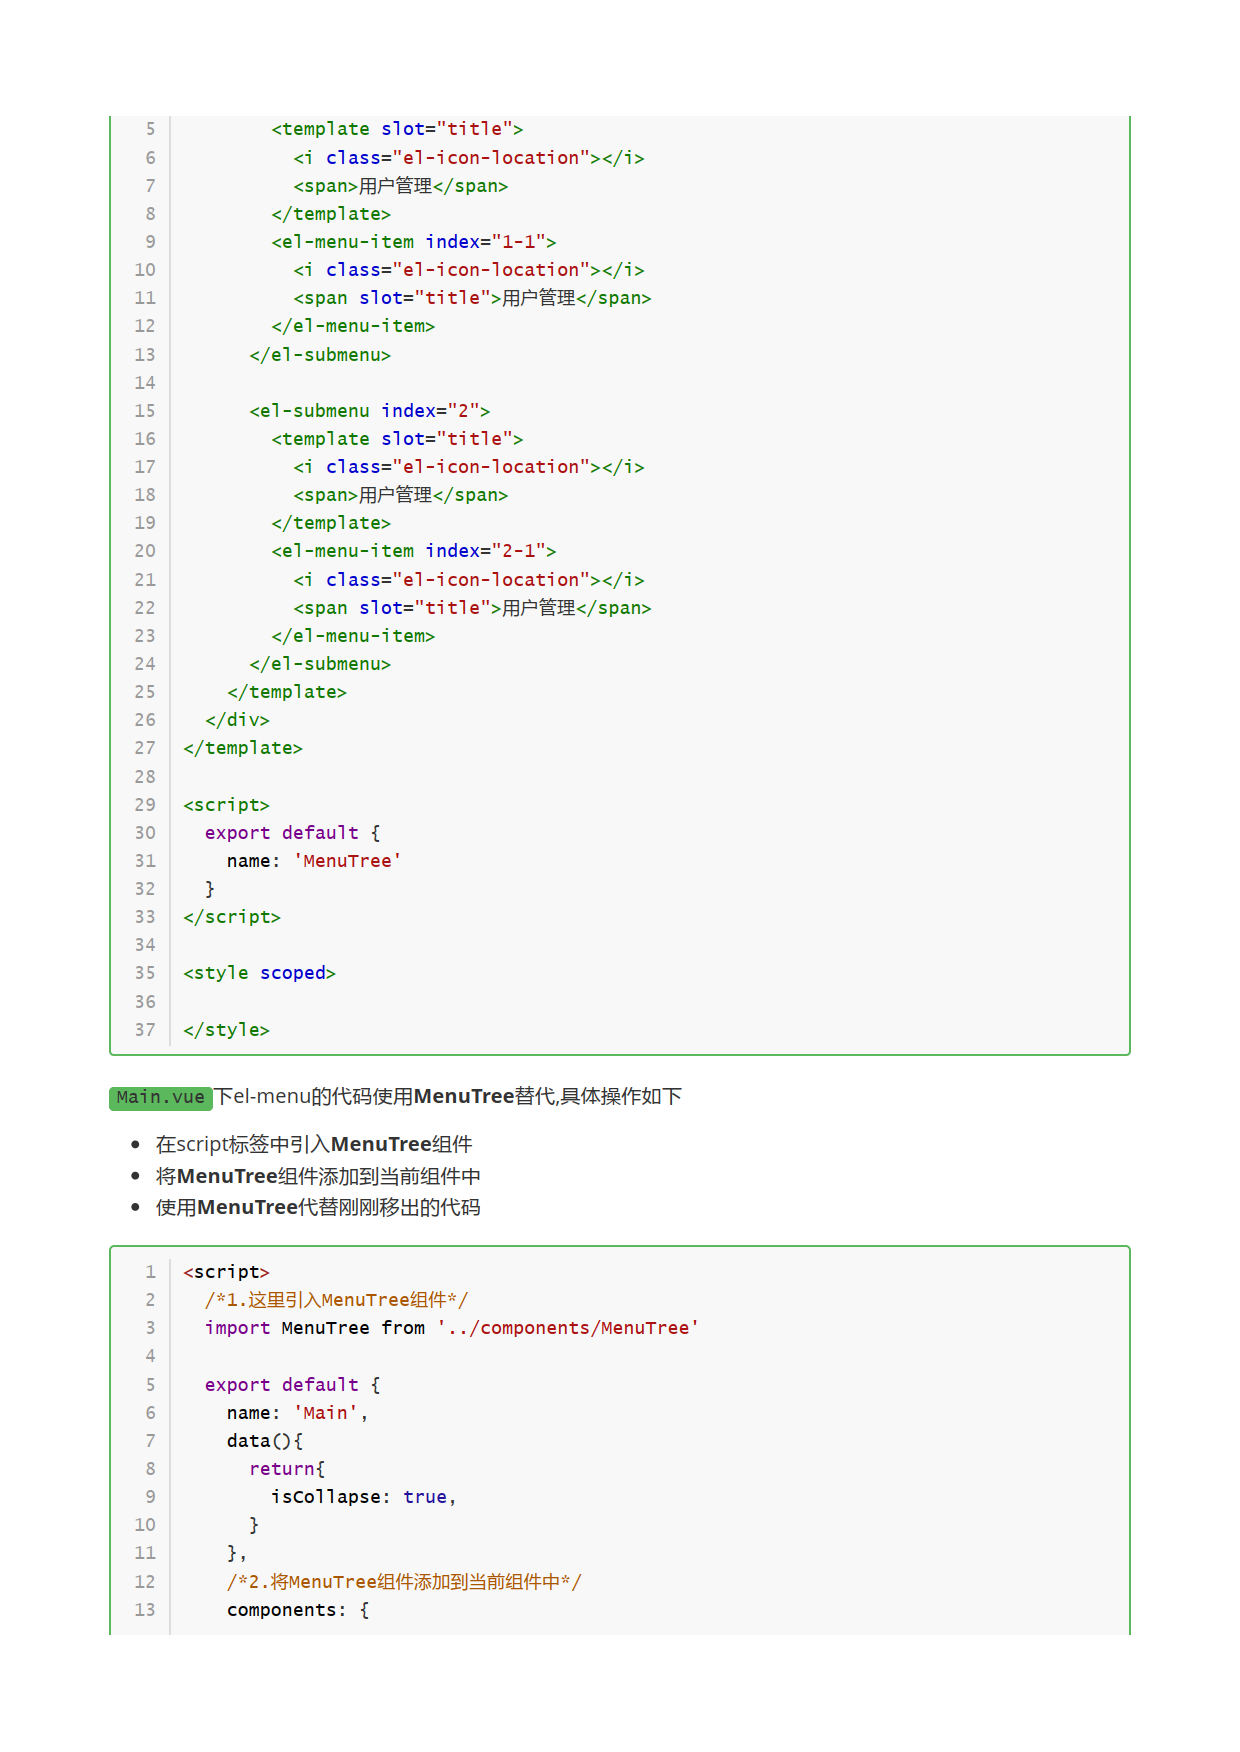 5         <template slot="title">
6           <i class="el-icon-location"></i>
7           <span>用户管理</span>
8         </template>
9         <el-menu-item index="1-1">
10           <i class="el-icon-location"></i>
11           <span slot="title">用户管理</span>
12         </el-menu-item>
13       </el-submenu>
14
15       <el-submenu index="2">
16         <template slot="title">
17           <i class="el-icon-location"></i>
18           <span>用户管理</span>
19         </template>
20         <el-menu-item index="2-1">
21           <i class="el-icon-location"></i>
22           <span slot="title">用户管理</span>
23         </el-menu-item>
24       </el-submenu>
25     </template>
26   </div>
27 </template>
28
29 <script>
30   export default {
31     name: 'MenuTree'
32   }
33 </script>
34
35 <style scoped>
36
37 </style>
Main.vue下el-menu的代码使用MenuTree替代,具体操作如下
• 在script标签中引入MenuTree组件
• 将MenuTree组件添加到当前组件中
• 使用MenuTree代替刚刚移出的代码
1 <script>
2   /*1.这里引入MenuTree组件*/
3   import MenuTree from '../components/MenuTree'
4
5   export default {
6     name: 'Main',
7     data(){
8       return{
9         isCollapse: true,
10       }
11     },
12     /*2.将MenuTree组件添加到当前组件中*/
13     components: {